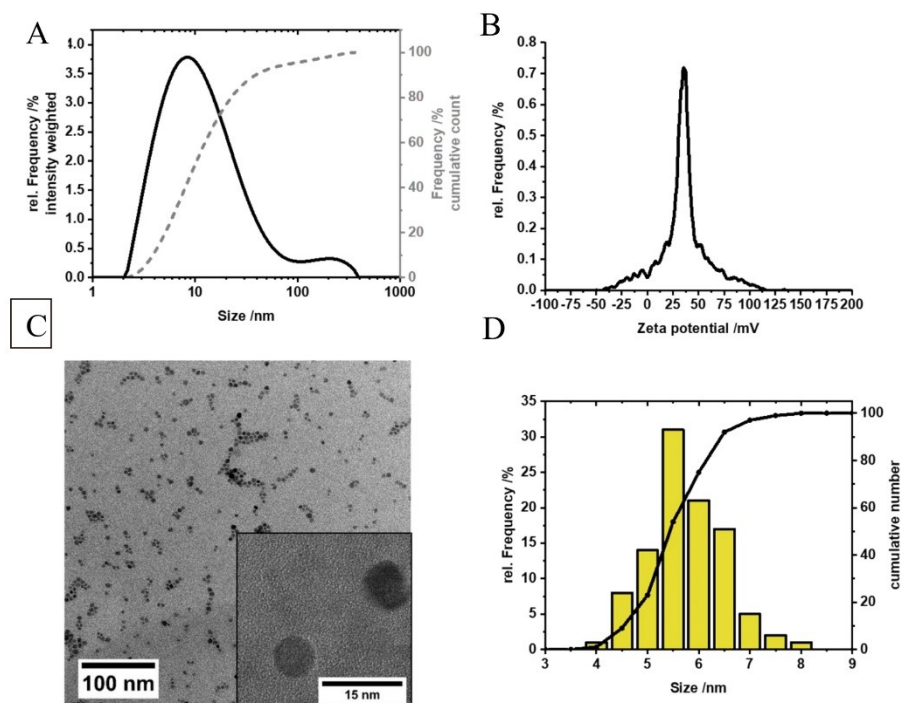 A
rel. Frequency /%
intensity weighted
4.0
3.5
3.0
2.5
2.0
1.5
1.0
0.5
0.0
1
10
100
1000
Size /nm
100
80
60
40
20
0
Frequency /%
cumulative count
B
rel. Frequency /%
0.8
0.7
0.6
0.5
0.4
0.3
0.2
0.1
0.0
-100 -75 -50 -25 0 25 50 75 100 125 150 175 200
Zeta potential /mV
C
100 nm
15 nm
D
rel. Frequency /%
35
30
25
20
15
10
5
0
3 4 5 6 7 8 9
Size /nm
100
80
60
40
20
0
cumulative number